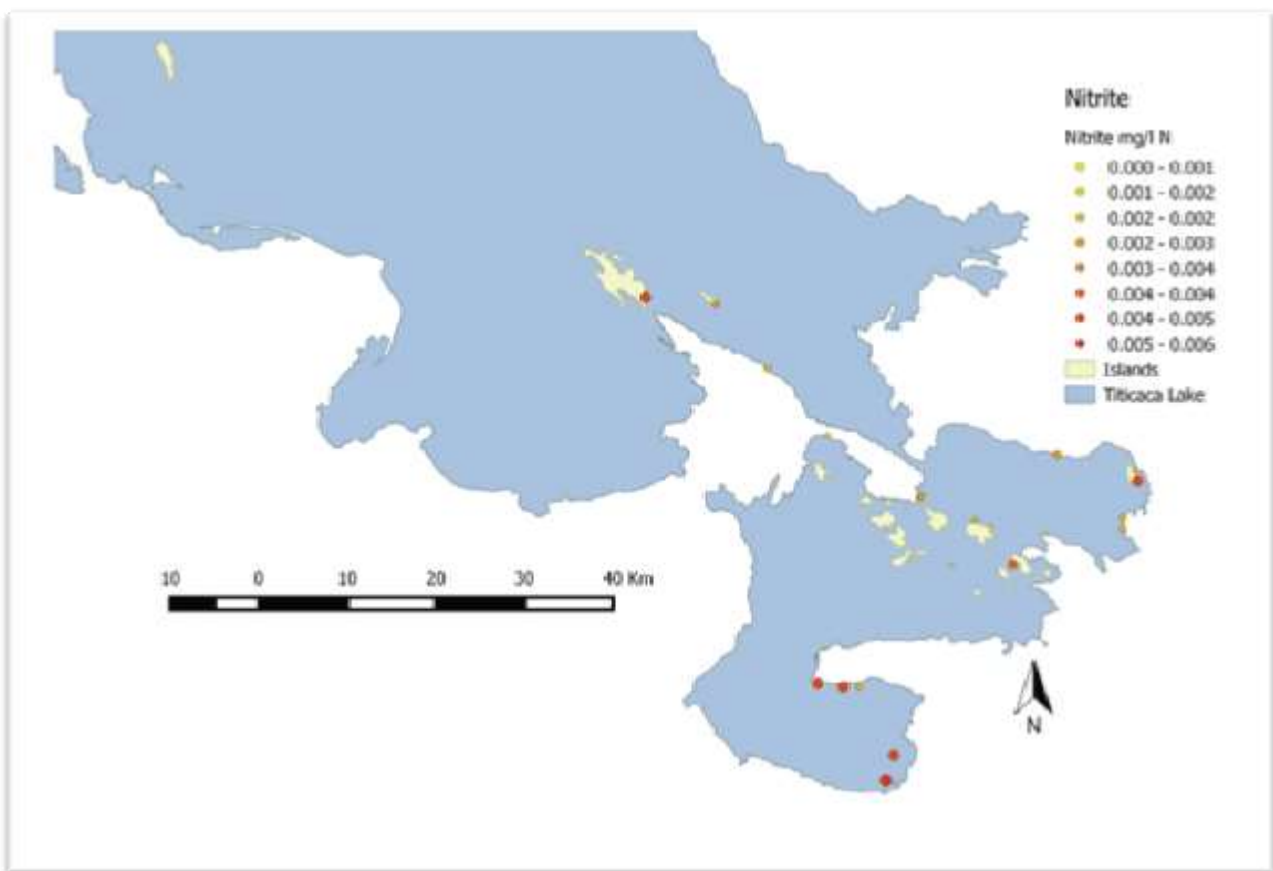 Nitrite
Nitrite mg/l N
0.000 - 0.001
0.001 - 0.002
0.002 - 0.002
0.002 - 0.003
0.003 - 0.004
0.004 - 0.004
0.004 - 0.005
0.005 - 0.006
Islands
Titicaca Lake
10 0 10 20 30 40 Km
N